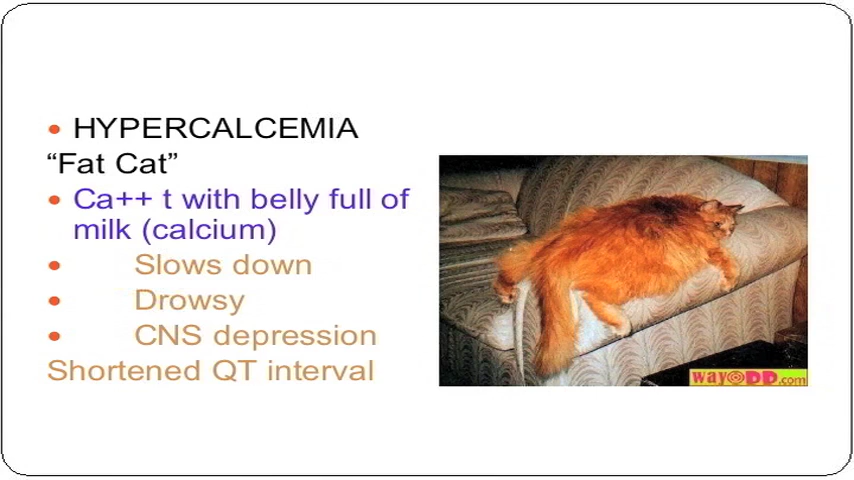 HYPERCALCEMIA
“Fat Cat”
Ca++ t with belly full of
milk (calcium)
Slows down
Drowsy
CNS depression
Shortened QT interval
way@DD.com